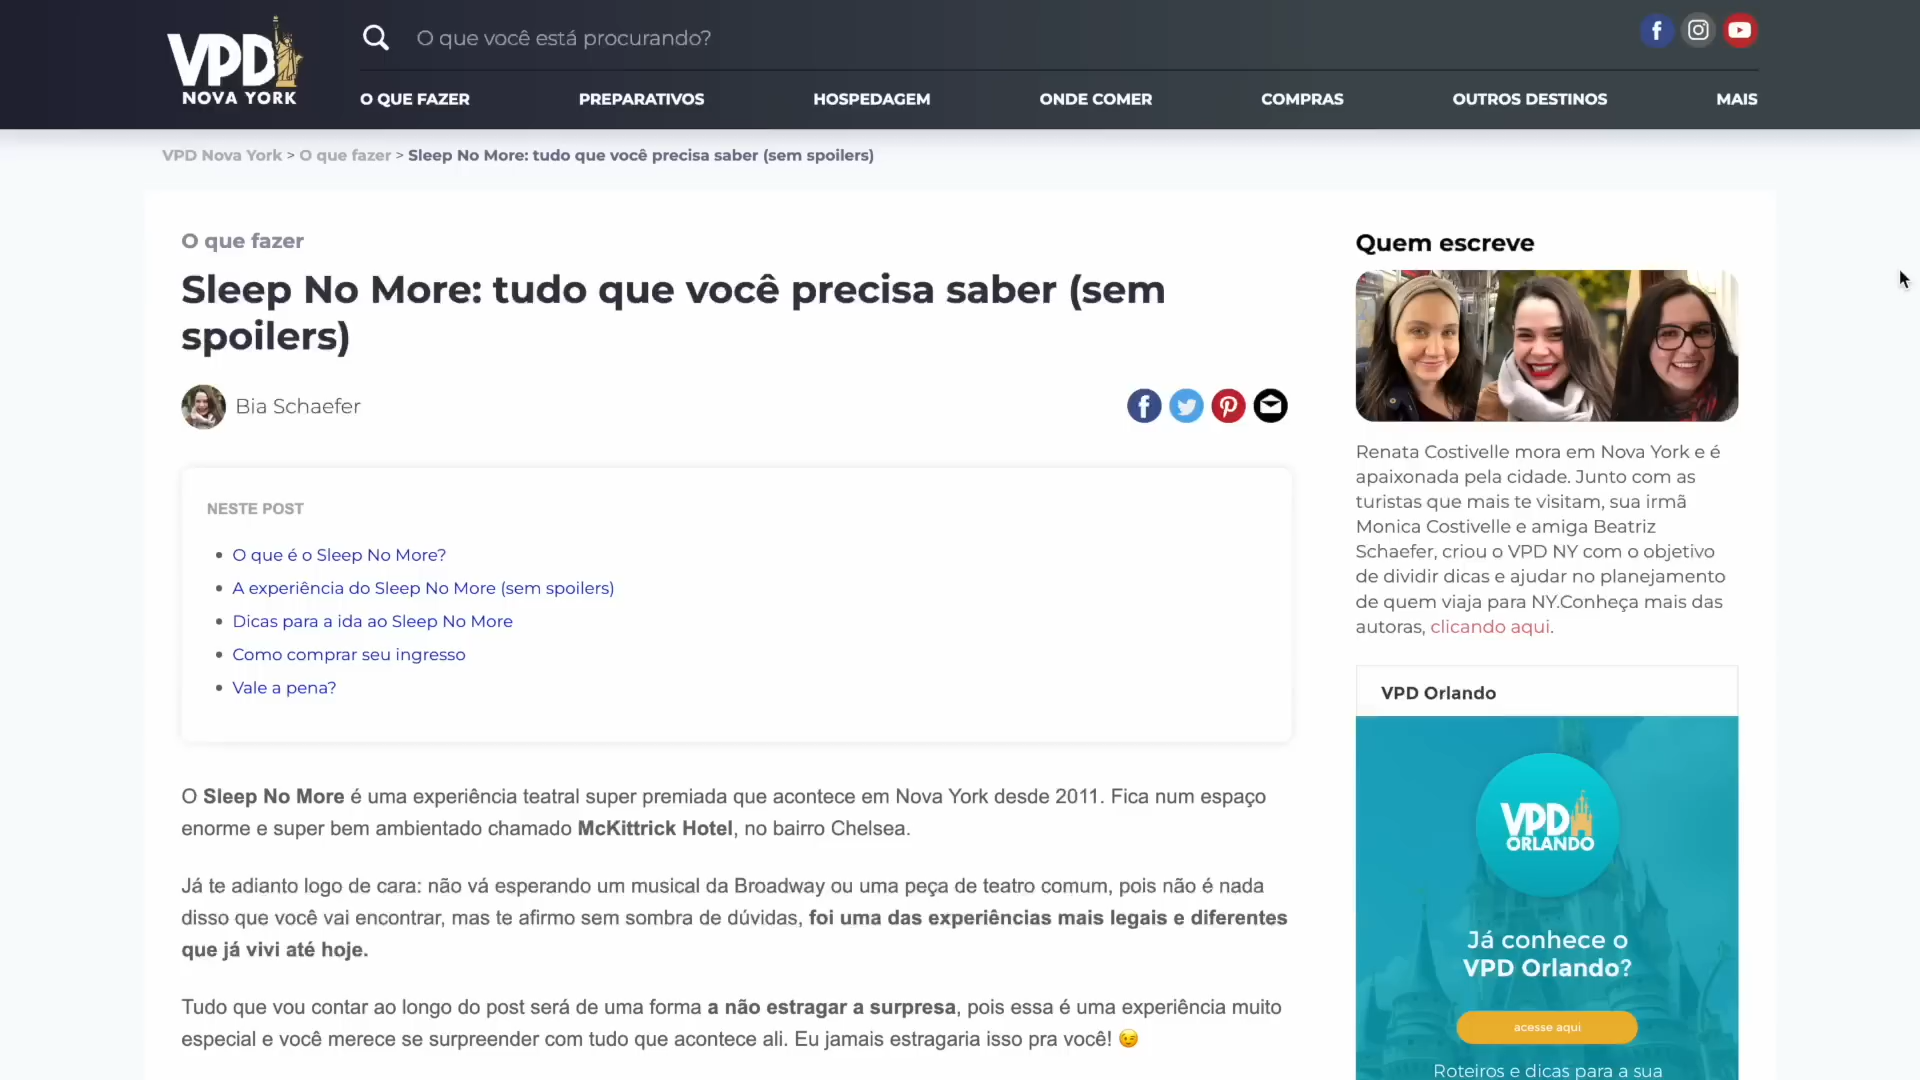 VPD
NOVA YORK
O que você está procurando?
O QUE FAZER
PREPARATIVOS
HOSPEDAGEM
ONDE COMER
COMPRAS
OUTROS DESTINOS
MAIS
VPD Nova York > O que fazer > Sleep No More: tudo que você precisa saber (sem spoilers)
O que fazer
Sleep No More: tudo que você precisa saber (sem
spoilers)
Bia Schaefer
NESTE POST
O que é o Sleep No More?
A experiência do Sleep No More (sem spoilers)
Dicas para a ida ao Sleep No More
Como comprar seu ingresso
Vale a pena?
O Sleep No More é uma experiência teatral super premiada que acontece em Nova York desde 2011. Fica num espaço
enorme e super bem ambientado chamado McKittrick Hotel, no bairro Chelsea.
Já te adianto logo de cara: não vá esperando um musical da Broadway ou uma peça de teatro comum, pois não é nada
disso que você vai encontrar, mas te afirmo sem sombra de dúvidas, foi uma das experiências mais legais e diferentes
que já vivi até hoje.
Tudo que vou contar ao longo do post será de uma forma a não estragar a surpresa, pois essa é uma experiência muito
especial e você merece se surpreender com tudo que acontece ali. Eu jamais estragaria isso pra você! 😉
Quem escreve
Renata Costivelle mora em Nova York e é
apaixonada pela cidade. Junto com as
turistas que mais te visitam, sua irmã
Monica Costivelle e amiga Beatriz
Schaefer, criou o VPD NY com o objetivo
de dividir dicas e ajudar no planejamento
de quem viaja para NY.Conheça mais das
autoras, clicando aqui.
VPD Orlando
VPD
ORLANDO
Já conhece o
VPD Orlando?
acesse aqui
Roteiros e dicas para a sua